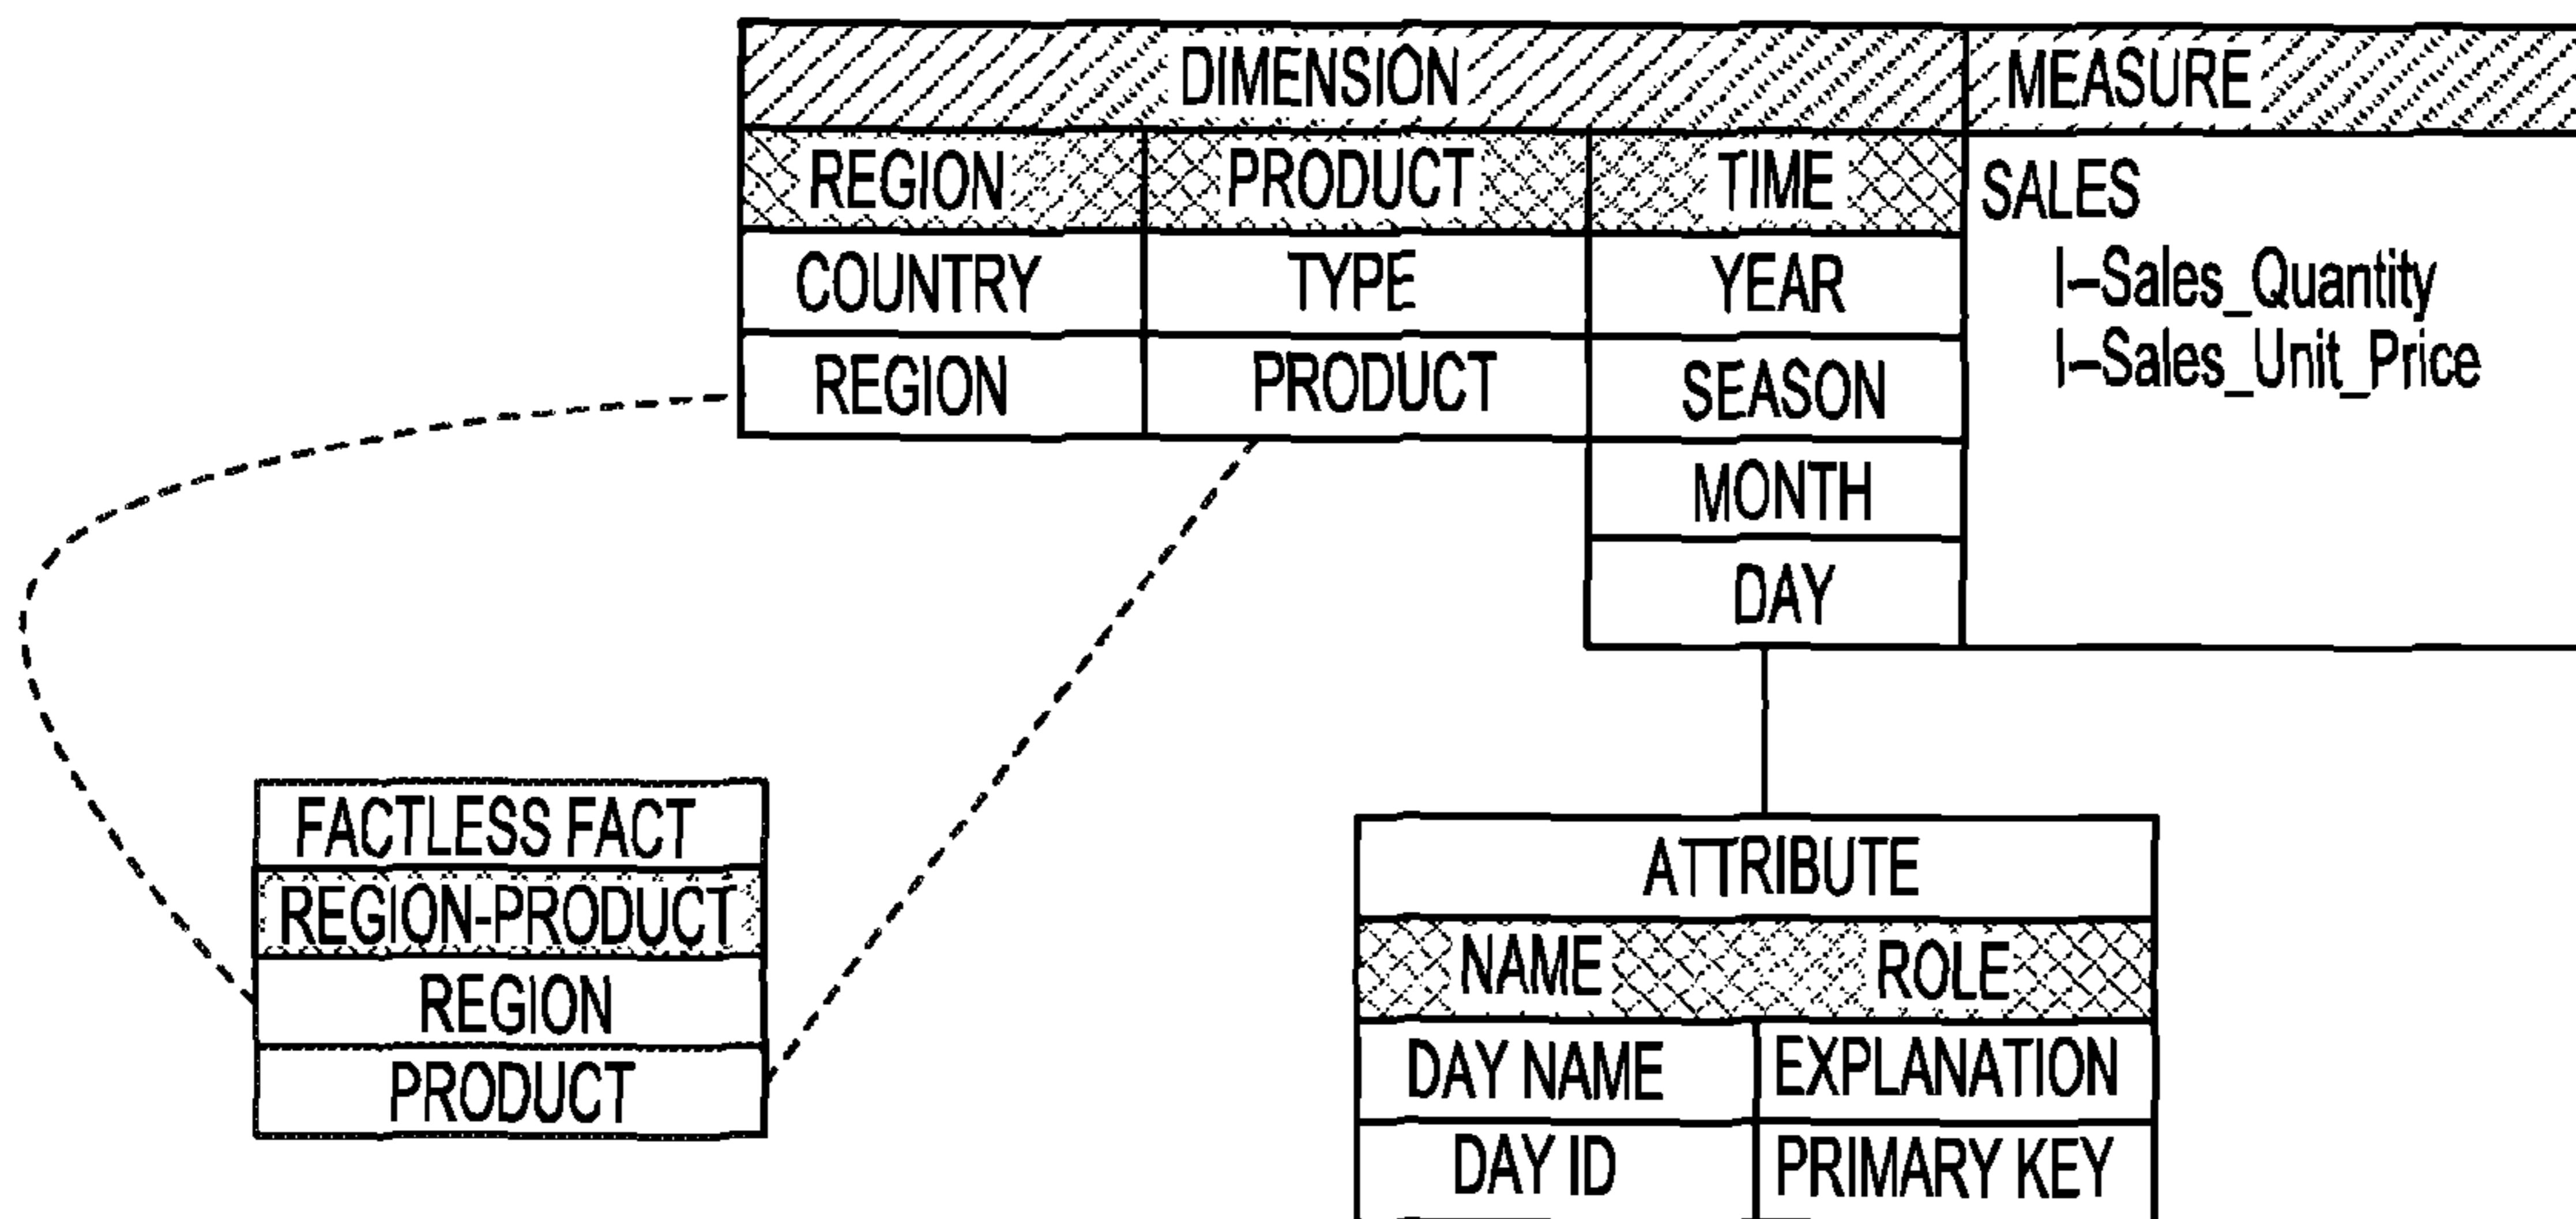 DIMENSION MEASURE
REGION PRODUCT TIME SALES
COUNTRY TYPE YEAR I–Sales_Quantity
REGION PRODUCT SEASON I–Sales_Unit_Price
MONTH
DAY
FACTLESS FACT
REGION-PRODUCT
REGION
PRODUCT
ATTRIBUTE
NAME ROLE
DAY NAME EXPLANATION
DAY ID PRIMARY KEY